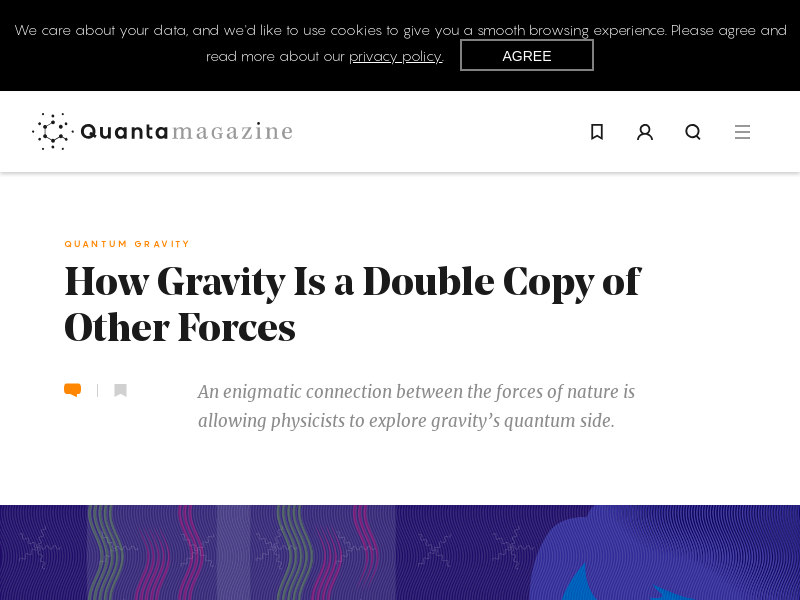 We care about your data, and we'd like to use cookies to give you a smooth browsing experience. Please agree and
read more about our privacy policy. AGREE
Quantamagazine
QUANTUM GRAVITY
How Gravity Is a Double Copy of
Other Forces
An enigmatic connection between the forces of nature is
allowing physicists to explore gravity’s quantum side.